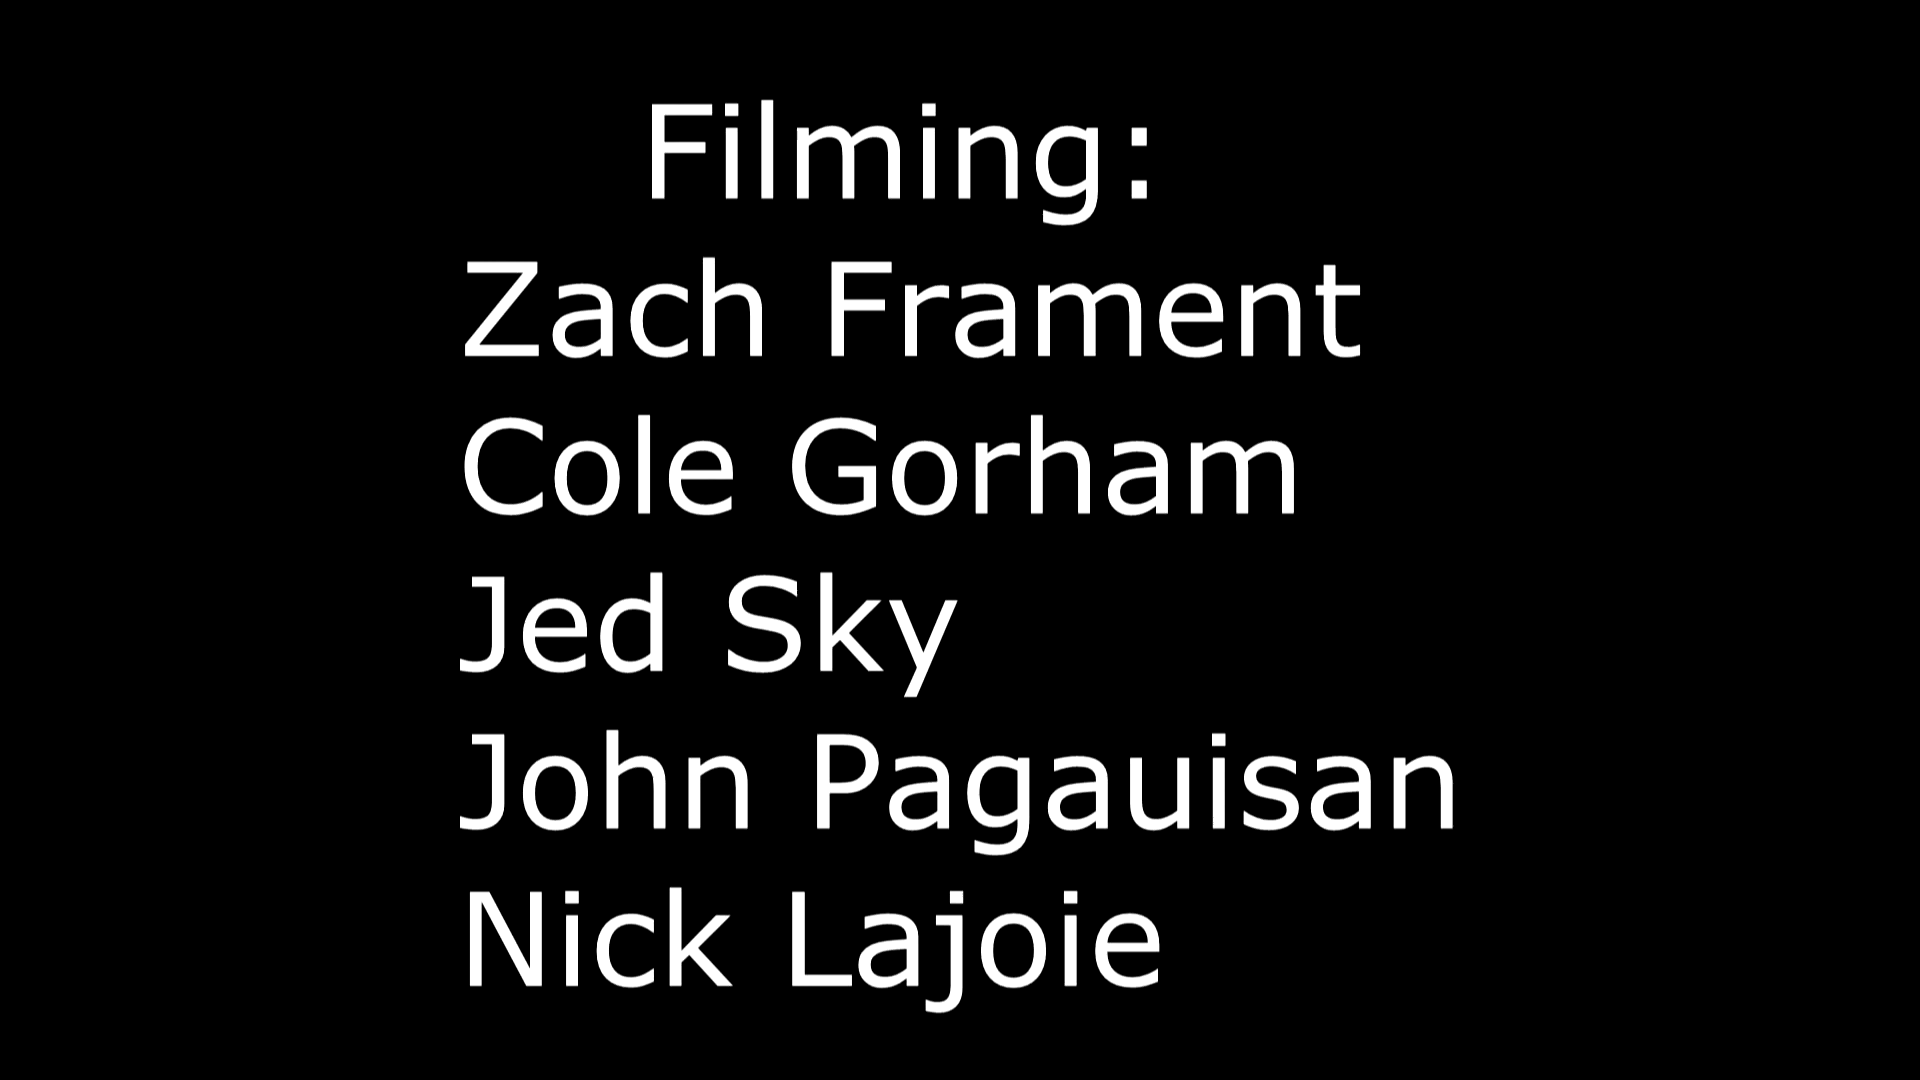 Filming:
Zach Frament
Cole Gorham
Jed Sky
John Pagauisan
Nick Lajoie